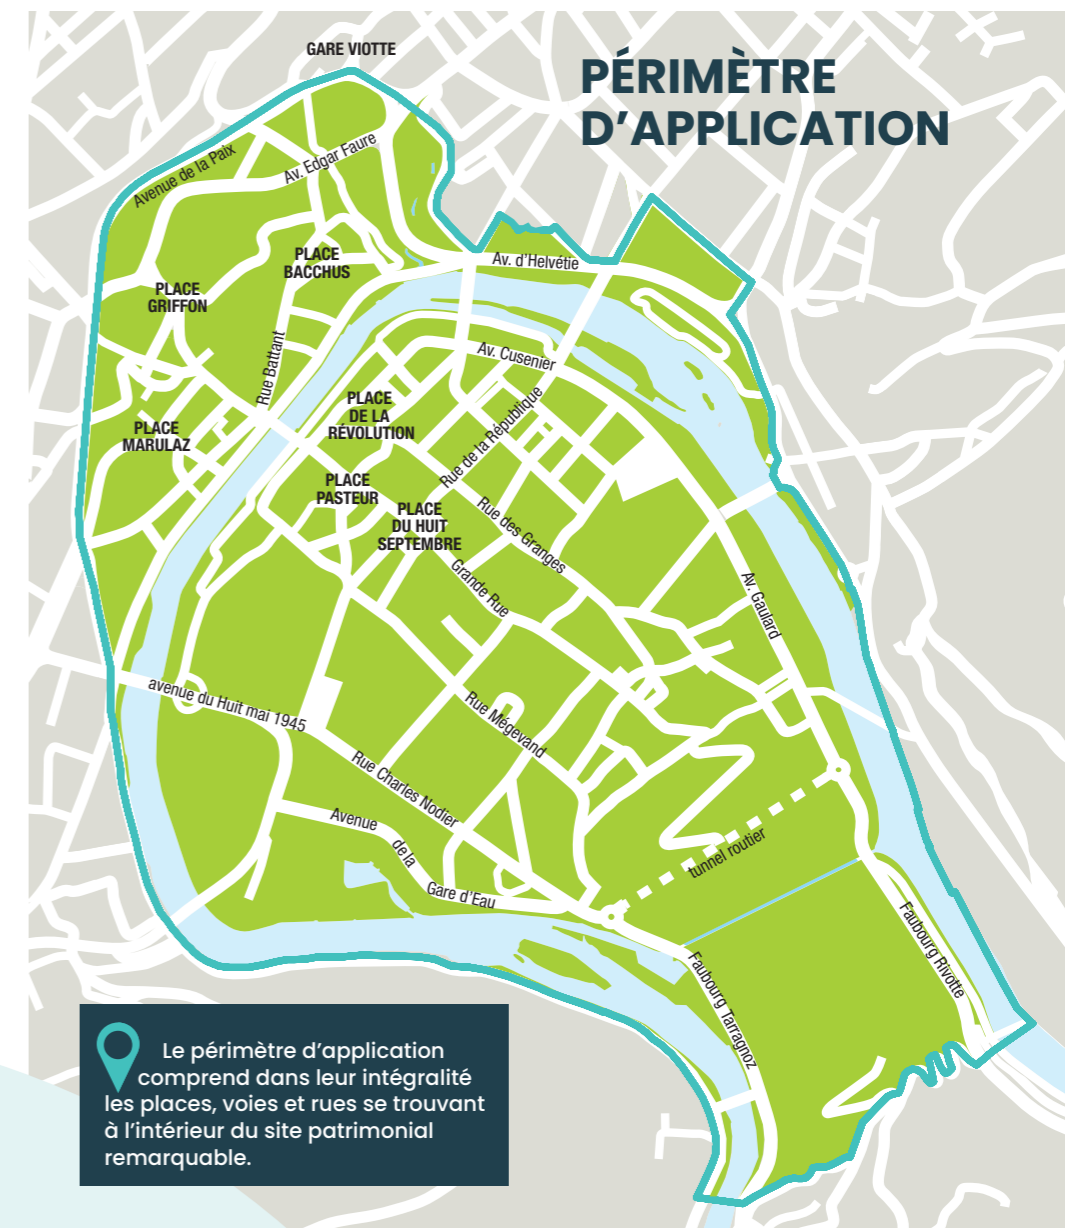 GARE VIOTTE
PÉRIMÈTRE
D'APPLICATION
Avenue de la Paix
Av. Edgar Faure
PLACE
BACCHUS
Av. d'Helvétie
PLACE
GRIFFON
Rue Battant
Av. Cusenier
PLACE
DE LA
RÉVOLUTION
PLACE
MARULAZ
Rue de la République
PLACE
PASTEUR
PLACE
DU HUIT
SEPTEMBRE
Rue des Granges
Grande Rue
Av. Gaulard
avenue du Huit mai 1945
Rue Mégevand
Rue Charles Nodier
Avenue
de la
Gare d'Eau
tunnel routier
Faubourg Rivotte
Faubourg Tarragnoz
Le périmètre d'application
comprend dans leur intégralité
les places, voies et rues se trouvant
à l'intérieur du site patrimonial
remarquable.